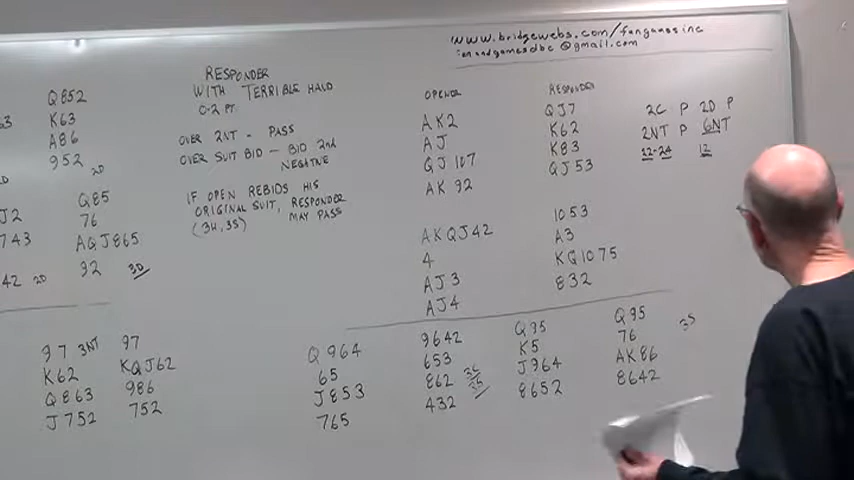 www.bridgewebs.com/fangamesinc
fanandgamesdbc@gmail.com
63
Q852
K63
A86
952
2D
J2
743
42 2D
Q85
76
AQJ865
92 3D
97 3NT
K62
Q863
J752
97
KQJ62
986
752
RESPONDER
WITH TERRIBLE HAND
0-2 PT
OVER 2NT - PASS
OVER SUIT BID - BID 2nd
NEGATIVE
IF OPEN REBIDS HIS
ORIGINAL SUIT, RESPONDER
(3H, 3S) MAY PASS
OPENER
AK2
AJ
QJ107
AK92
RESPONDER
QJ7
K62
K83
QJ53
2C P 2D P
2NT P 6NT
22-24 12
AKQJ42
4
AJ3
AJ4
1053
A3
KQ1075
832
Q964
65
J853
765
9642
653
862
432
Q95
K5
J964
8652
Q95
76
AK86
8642
3S